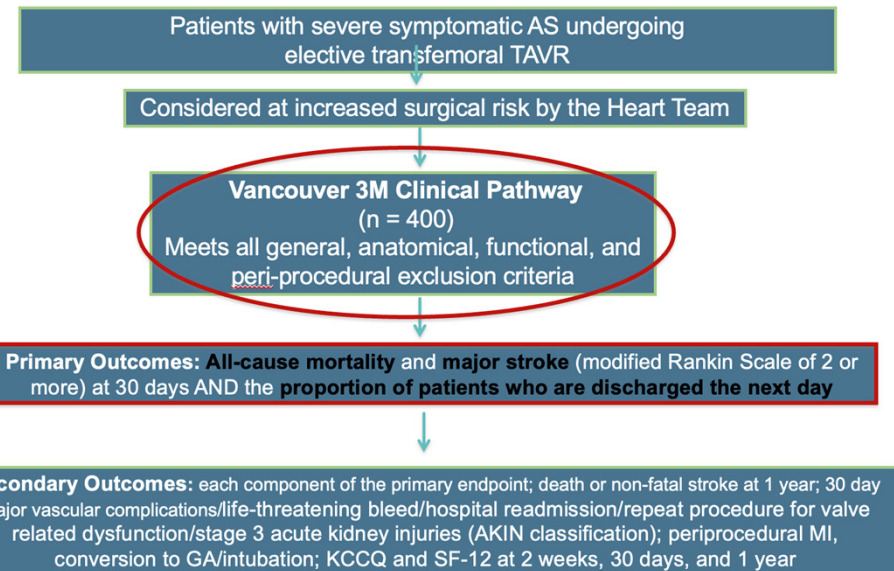 Patients with severe symptomatic AS undergoing
elective transfemoral TAVR
Considered at increased surgical risk by the Heart Team
Vancouver 3M Clinical Pathway
(n = 400)
Meets all general, anatomical, functional, and
peri-procedural exclusion criteria
Primary Outcomes: All-cause mortality and major stroke (modified Rankin Scale of 2 or
more) at 30 days AND the proportion of patients who are discharged the next day
condary Outcomes: each component of the primary endpoint; death or non-fatal stroke at 1 year; 30 day
ajor vascular complications/life-threatening bleed/hospital readmission/repeat procedure for valve
related dysfunction/stage 3 acute kidney injuries (AKIN classification); periprocedural MI,
conversion to GA/intubation; KCCQ and SF-12 at 2 weeks, 30 days, and 1 year